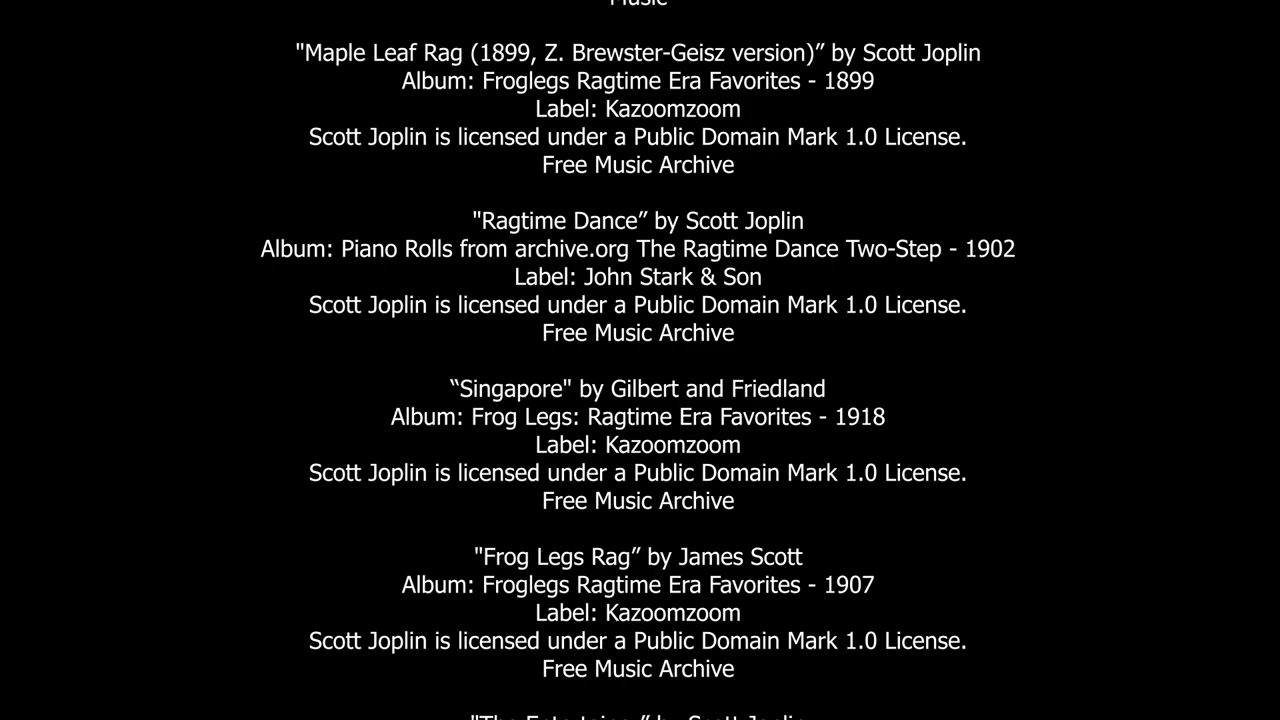 Music
"Maple Leaf Rag (1899, Z. Brewster-Geisz version)” by Scott Joplin
Album: Froglegs Ragtime Era Favorites - 1899
Label: Kazoomzoom
Scott Joplin is licensed under a Public Domain Mark 1.0 License.
Free Music Archive
"Ragtime Dance” by Scott Joplin
Album: Piano Rolls from archive.org The Ragtime Dance Two-Step - 1902
Label: John Stark & Son
Scott Joplin is licensed under a Public Domain Mark 1.0 License.
Free Music Archive
“Singapore" by Gilbert and Friedland
Album: Frog Legs: Ragtime Era Favorites - 1918
Label: Kazoomzoom
Scott Joplin is licensed under a Public Domain Mark 1.0 License.
Free Music Archive
"Frog Legs Rag” by James Scott
Album: Froglegs Ragtime Era Favorites - 1907
Label: Kazoomzoom
Scott Joplin is licensed under a Public Domain Mark 1.0 License.
Free Music Archive
"The Entertainer” by Scott Joplin